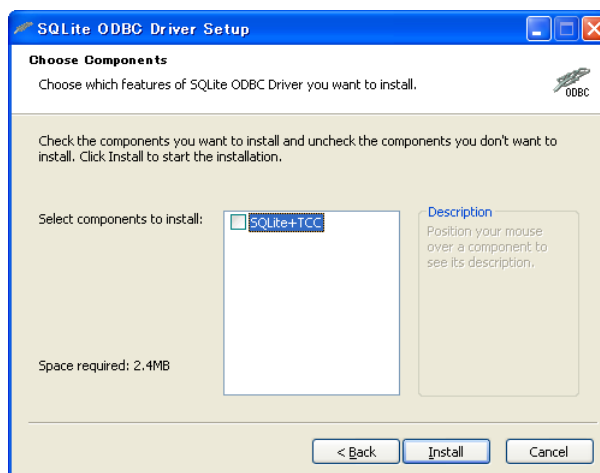 SQLite ODBC Driver Setup
Choose Components
Choose which features of SQLite ODBC Driver you want to install.
ODBC
Check the components you want to install and uncheck the components you don't want to
install. Click Install to start the installation.
Select components to install:
SQLite+TCC
Description
Position your mouse
over a component to
see its description.
Space required: 2.4MB
< Back
Install
Cancel